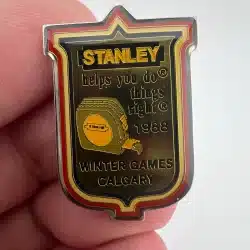 STANLEY
helps you do®
things
right®
1988
WINTER GAMES
CALGARY